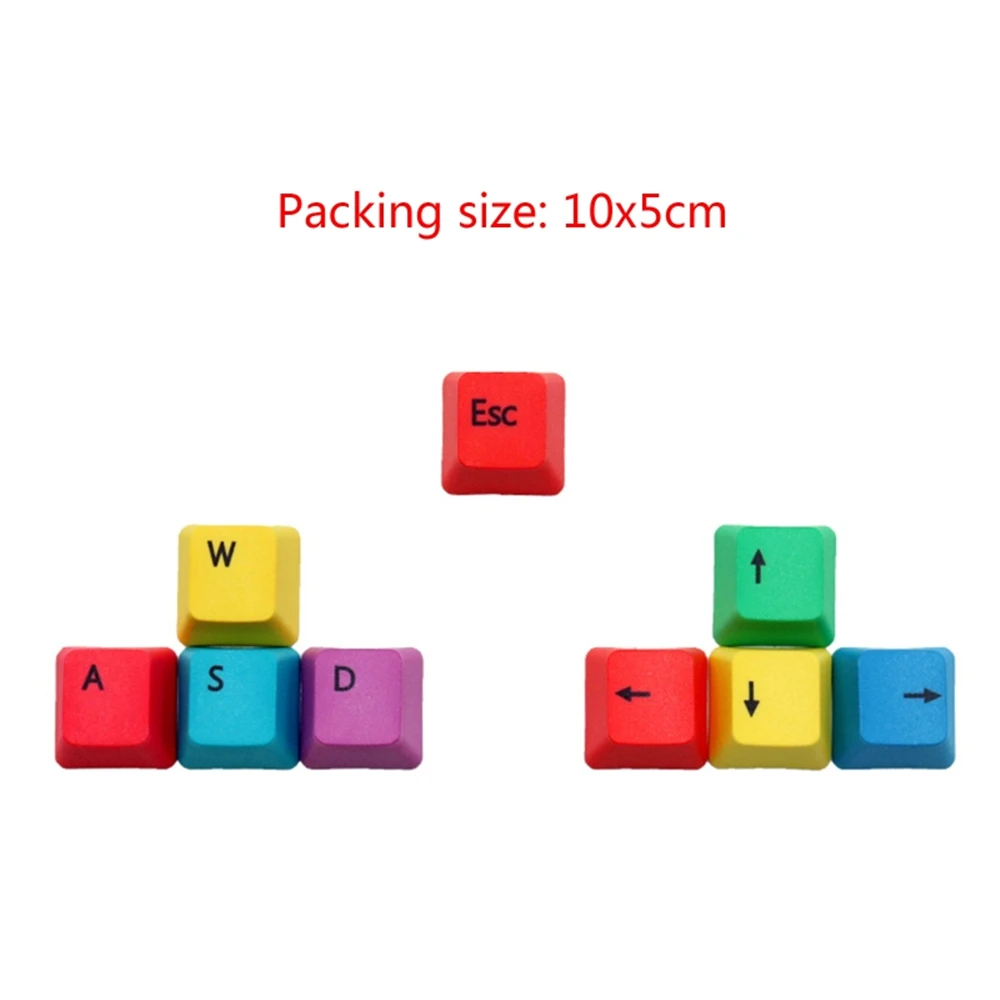 Packing size: 10x5cm
Esc
W
↑
A S D
← ↓ →